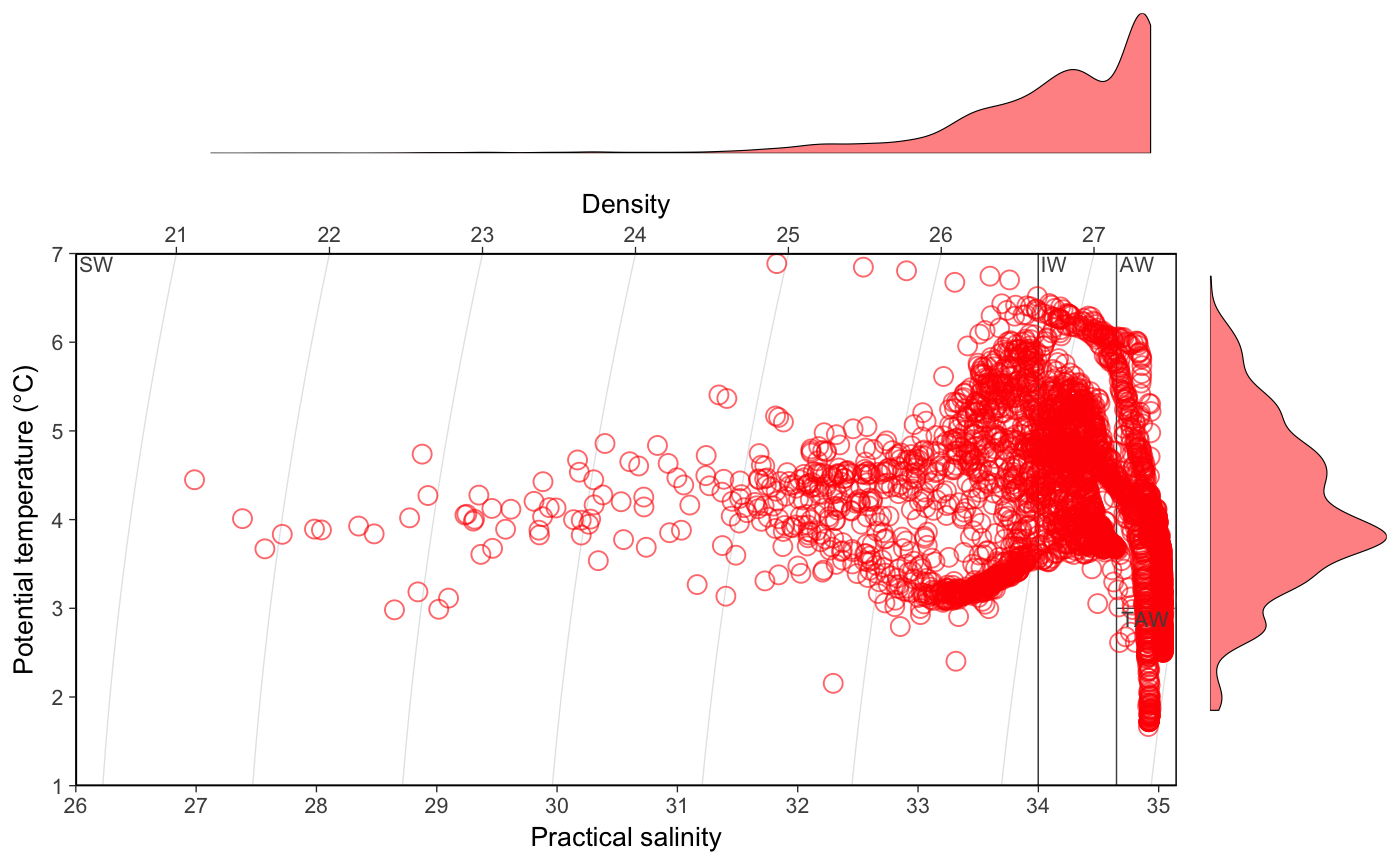 Density
21 22 23 24 25 26 27
7 SW IW AW
6
5
4
3
TAW
2
1
26 27 28 29 30 31 32 33 34 35
Practical salinity
Potential temperature (°C)